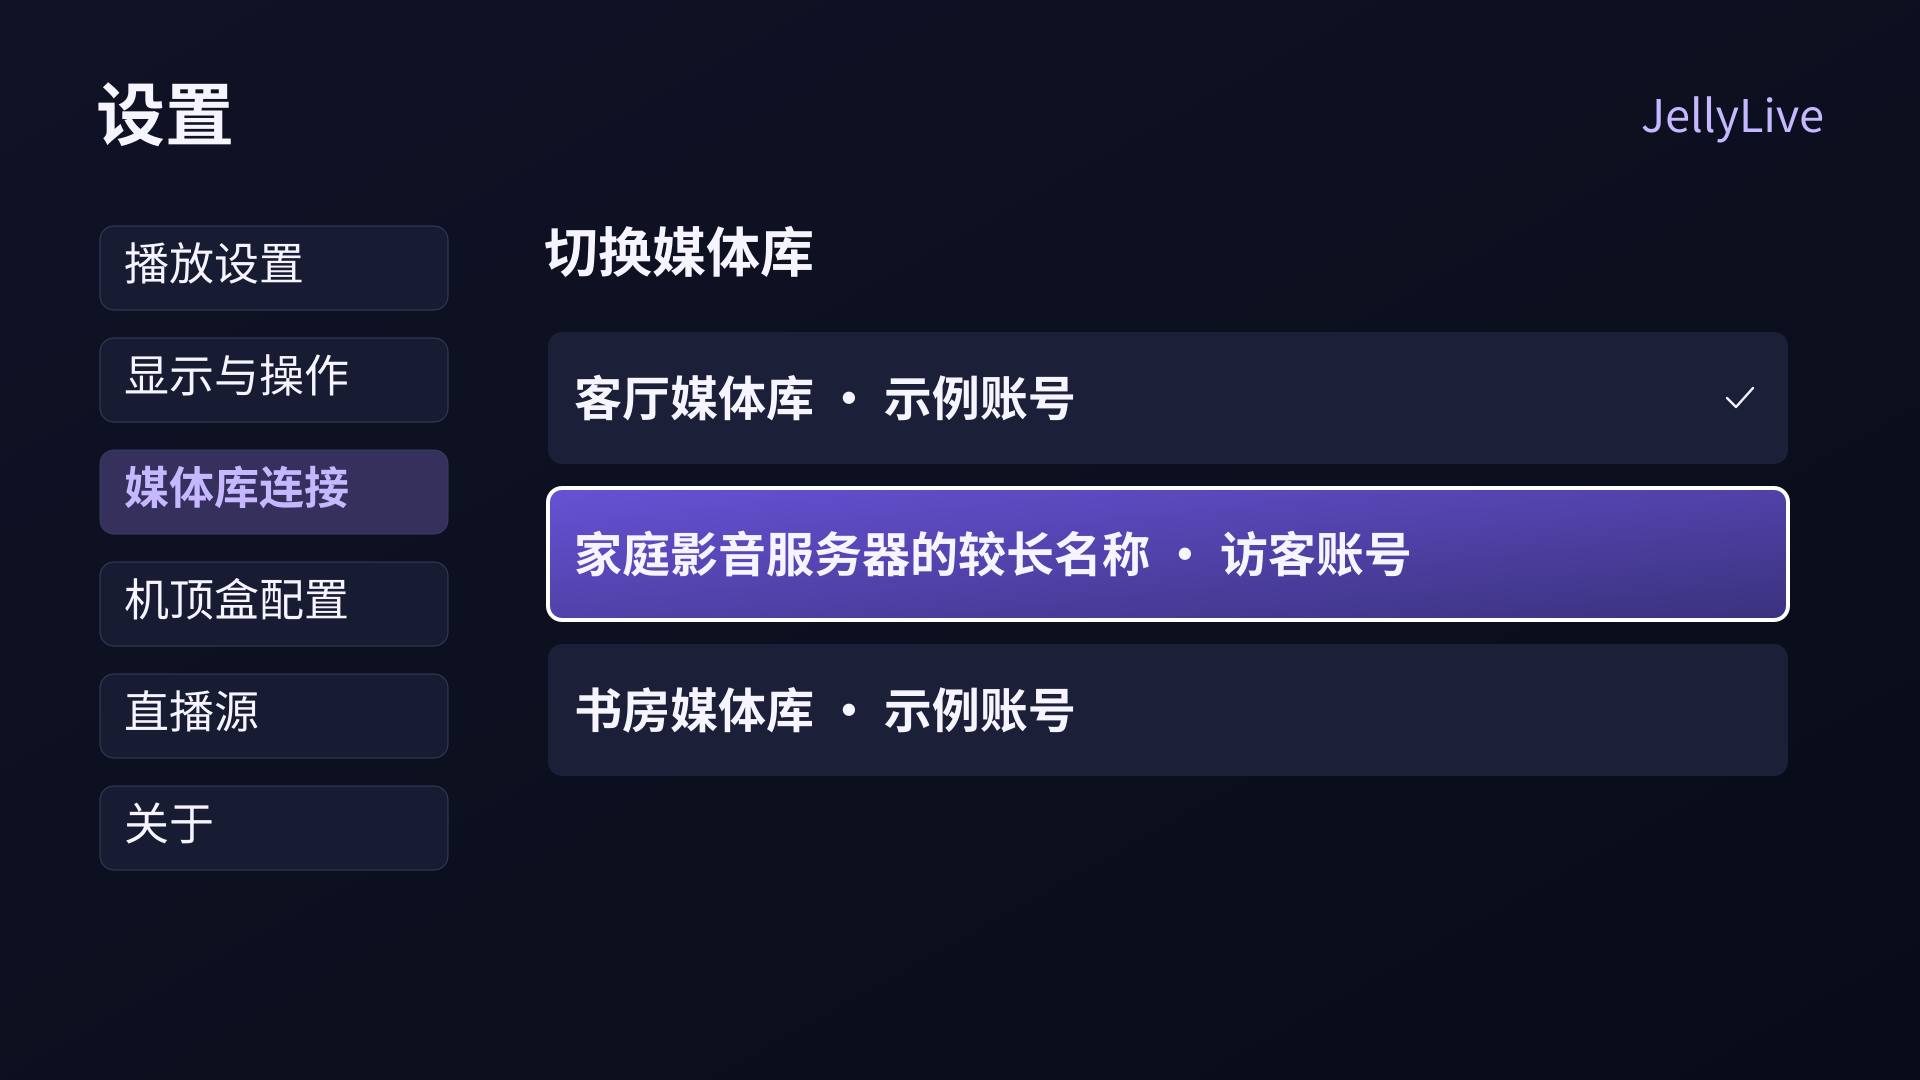 设置
JellyLive
播放设置
显示与操作
媒体库连接
机顶盒配置
直播源
关于
切换媒体库
客厅媒体库 • 示例账号
家庭影音服务器的较长名称 • 访客账号
书房媒体库 • 示例账号